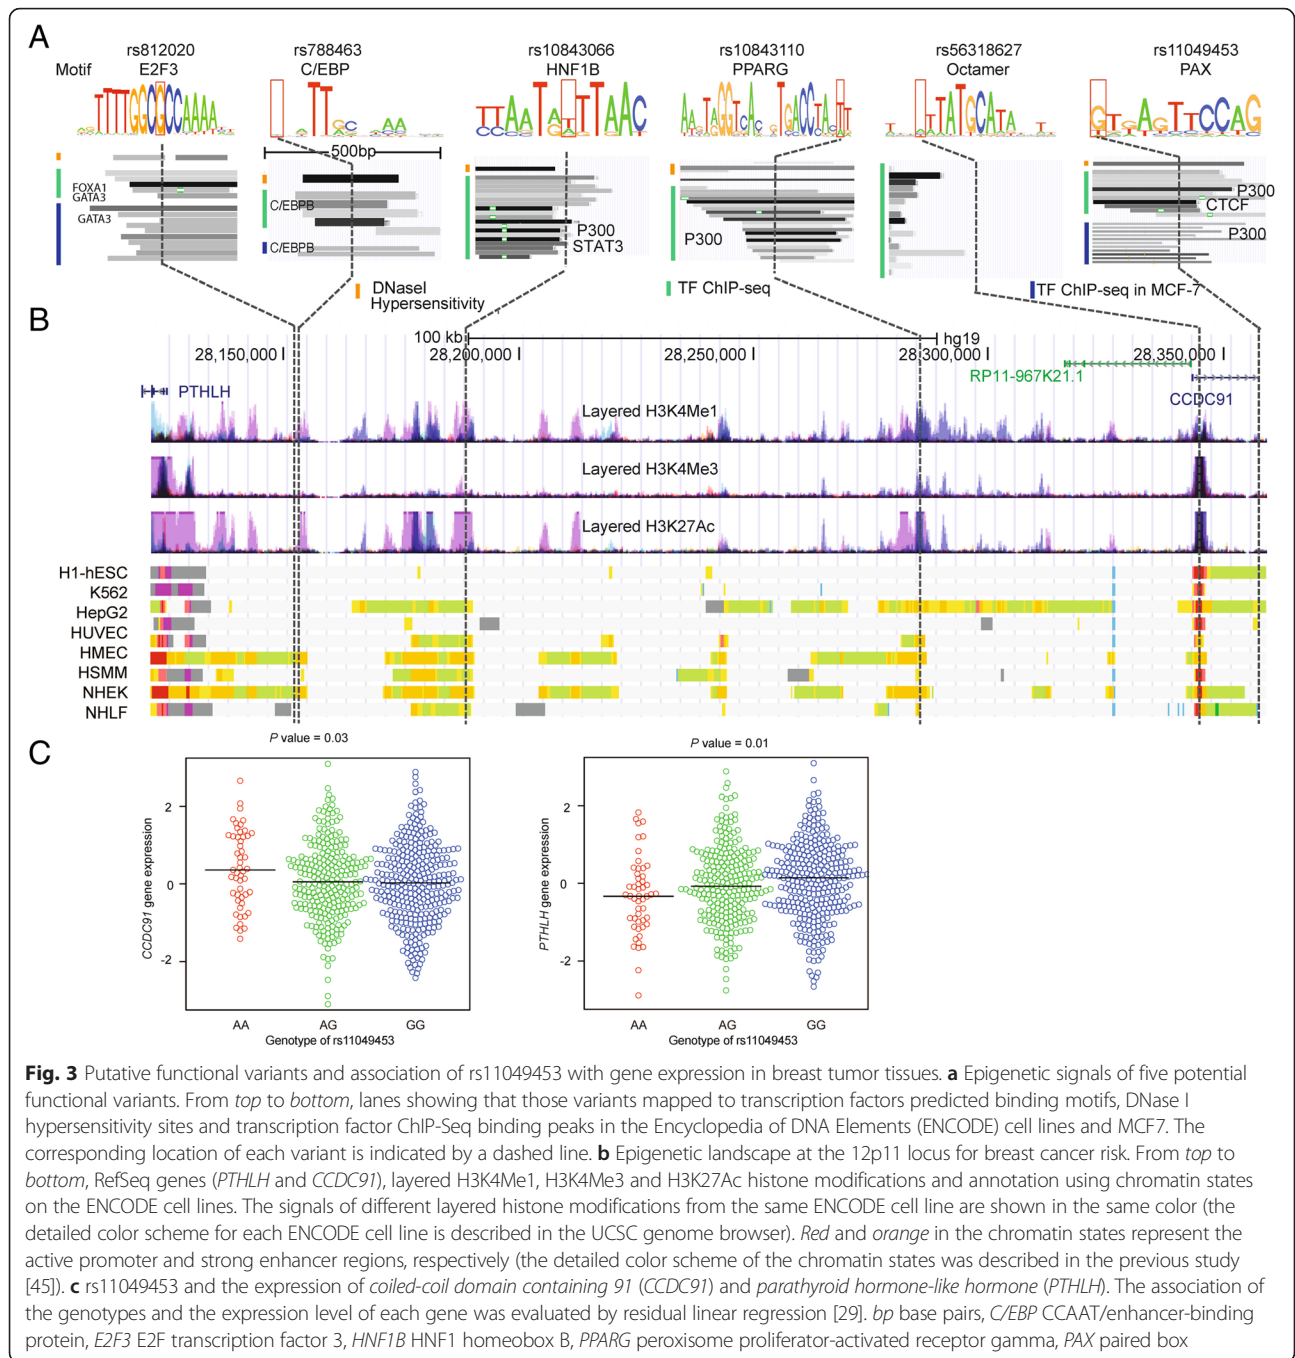 A
rs812020 rs788463 rs10843066 rs10843110 rs56318627 rs11049453
Motif E2F3 C/EBP HNF1B PPARG Octamer PAX
500bp
FOXA1
GATA3
GATA3
C/EBPB
C/EBPB
P300
STAT3
P300
P300
CTCF
P300
DNaseI
Hypersensitivity
TF ChIP-seq
TF ChIP-seq in MCF-7
B
100 kb hg19
28,150,000 28,200,000 28,250,000 28,300,000 28,350,000
RP11-967K21.1
PTHLH
CCDC91
Layered H3K4Me1
Layered H3K4Me3
Layered H3K27Ac
H1-hESC
K562
HepG2
HUVEC
HMEC
HSMM
NHEK
NHLF
C
P value = 0.03
CCDC91 gene expression
2
0
-2
AA AG GG
Genotype of rs11049453
P value = 0.01
PTHLH gene expression
2
0
-2
AA AG GG
Genotype of rs11049453
Fig. 3 Putative functional variants and association of rs11049453 with gene expression in breast tumor tissues. a Epigenetic signals of five potential
functional variants. From top to bottom, lanes showing that those variants mapped to transcription factors predicted binding motifs, DNase I
hypersensitivity sites and transcription factor ChIP-Seq binding peaks in the Encyclopedia of DNA Elements (ENCODE) cell lines and MCF7. The
corresponding location of each variant is indicated by a dashed line. b Epigenetic landscape at the 12p11 locus for breast cancer risk. From top to
bottom, RefSeq genes (PTHLH and CCDC91), layered H3K4Me1, H3K4Me3 and H3K27Ac histone modifications and annotation using chromatin states
on the ENCODE cell lines. The signals of different layered histone modifications from the same ENCODE cell line are shown in the same color (the
detailed color scheme for each ENCODE cell line is described in the UCSC genome browser). Red and orange in the chromatin states represent the
active promoter and strong enhancer regions, respectively (the detailed color scheme of the chromatin states was described in the previous study
[45]). c rs11049453 and the expression of coiled-coil domain containing 91 (CCDC91) and parathyroid hormone-like hormone (PTHLH). The association of
the genotypes and the expression level of each gene was evaluated by residual linear regression [29]. bp base pairs, C/EBP CCAAT/enhancer-binding
protein, E2F3 E2F transcription factor 3, HNF1B HNF1 homeobox B, PPARG peroxisome proliferator-activated receptor gamma, PAX paired box